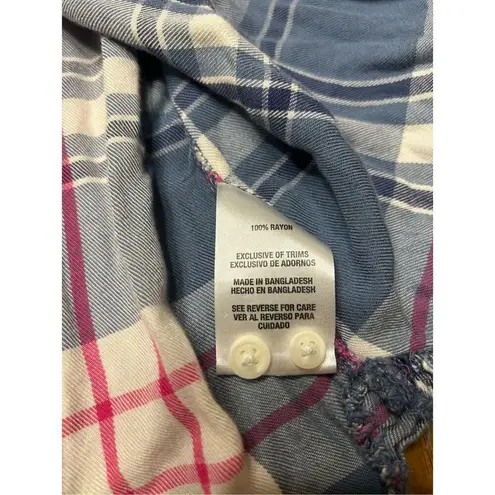 100% RAYON
EXCLUSIVE OF TRIMS
EXCLUSIVO DE ADORNOS
MADE IN BANGLADESH
HECHO EN BANGLADESH
SEE REVERSE FOR CARE
VER AL REVERSO PARA
CUIDADO